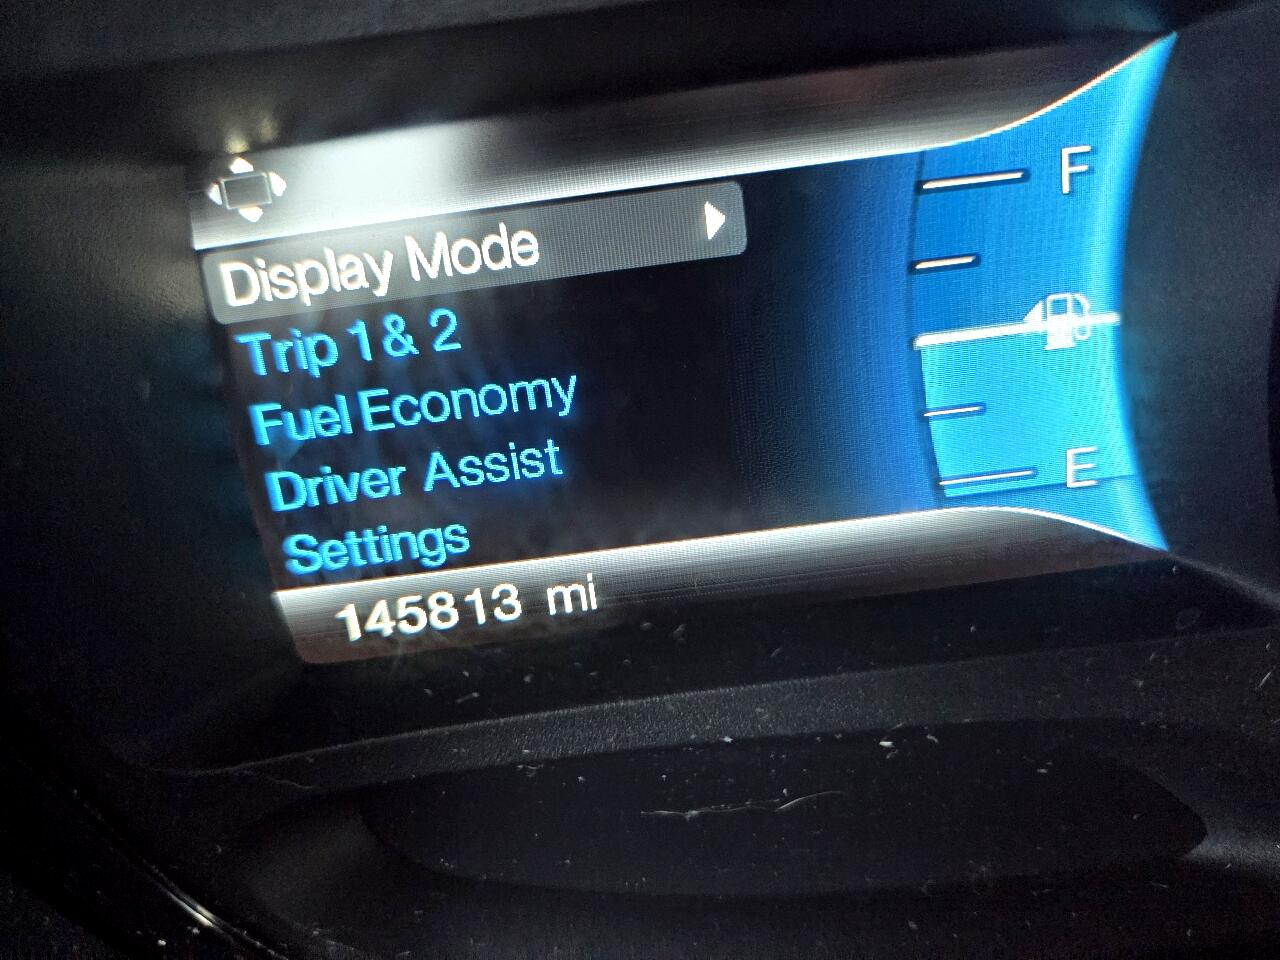 Display Mode
Trip 1 & 2
Fuel Economy
Driver Assist
Settings
145813 mi
F
E